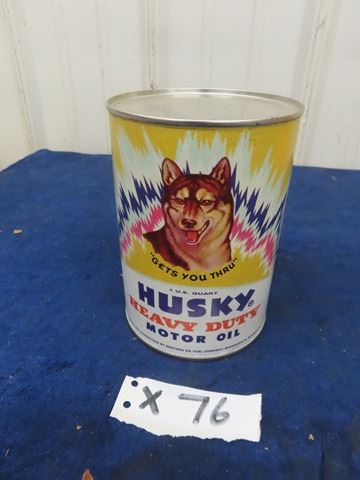 "GETS YOU THRU"
1 U.S. QUART
HUSKY®
HEAVY DUTY
MOTOR OIL
X 76